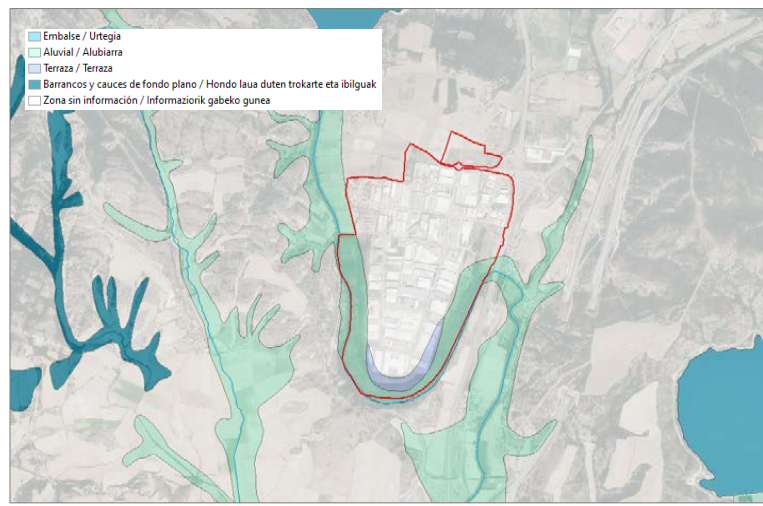 Embalse / Urtegia
Aluvial / Alubiarra
Terraza / Terraza
Barrancos y cauces de fondo plano / Hondo laua duten trokarte eta ibilguak
Zona sin información / Informaziorik gabeko gunea